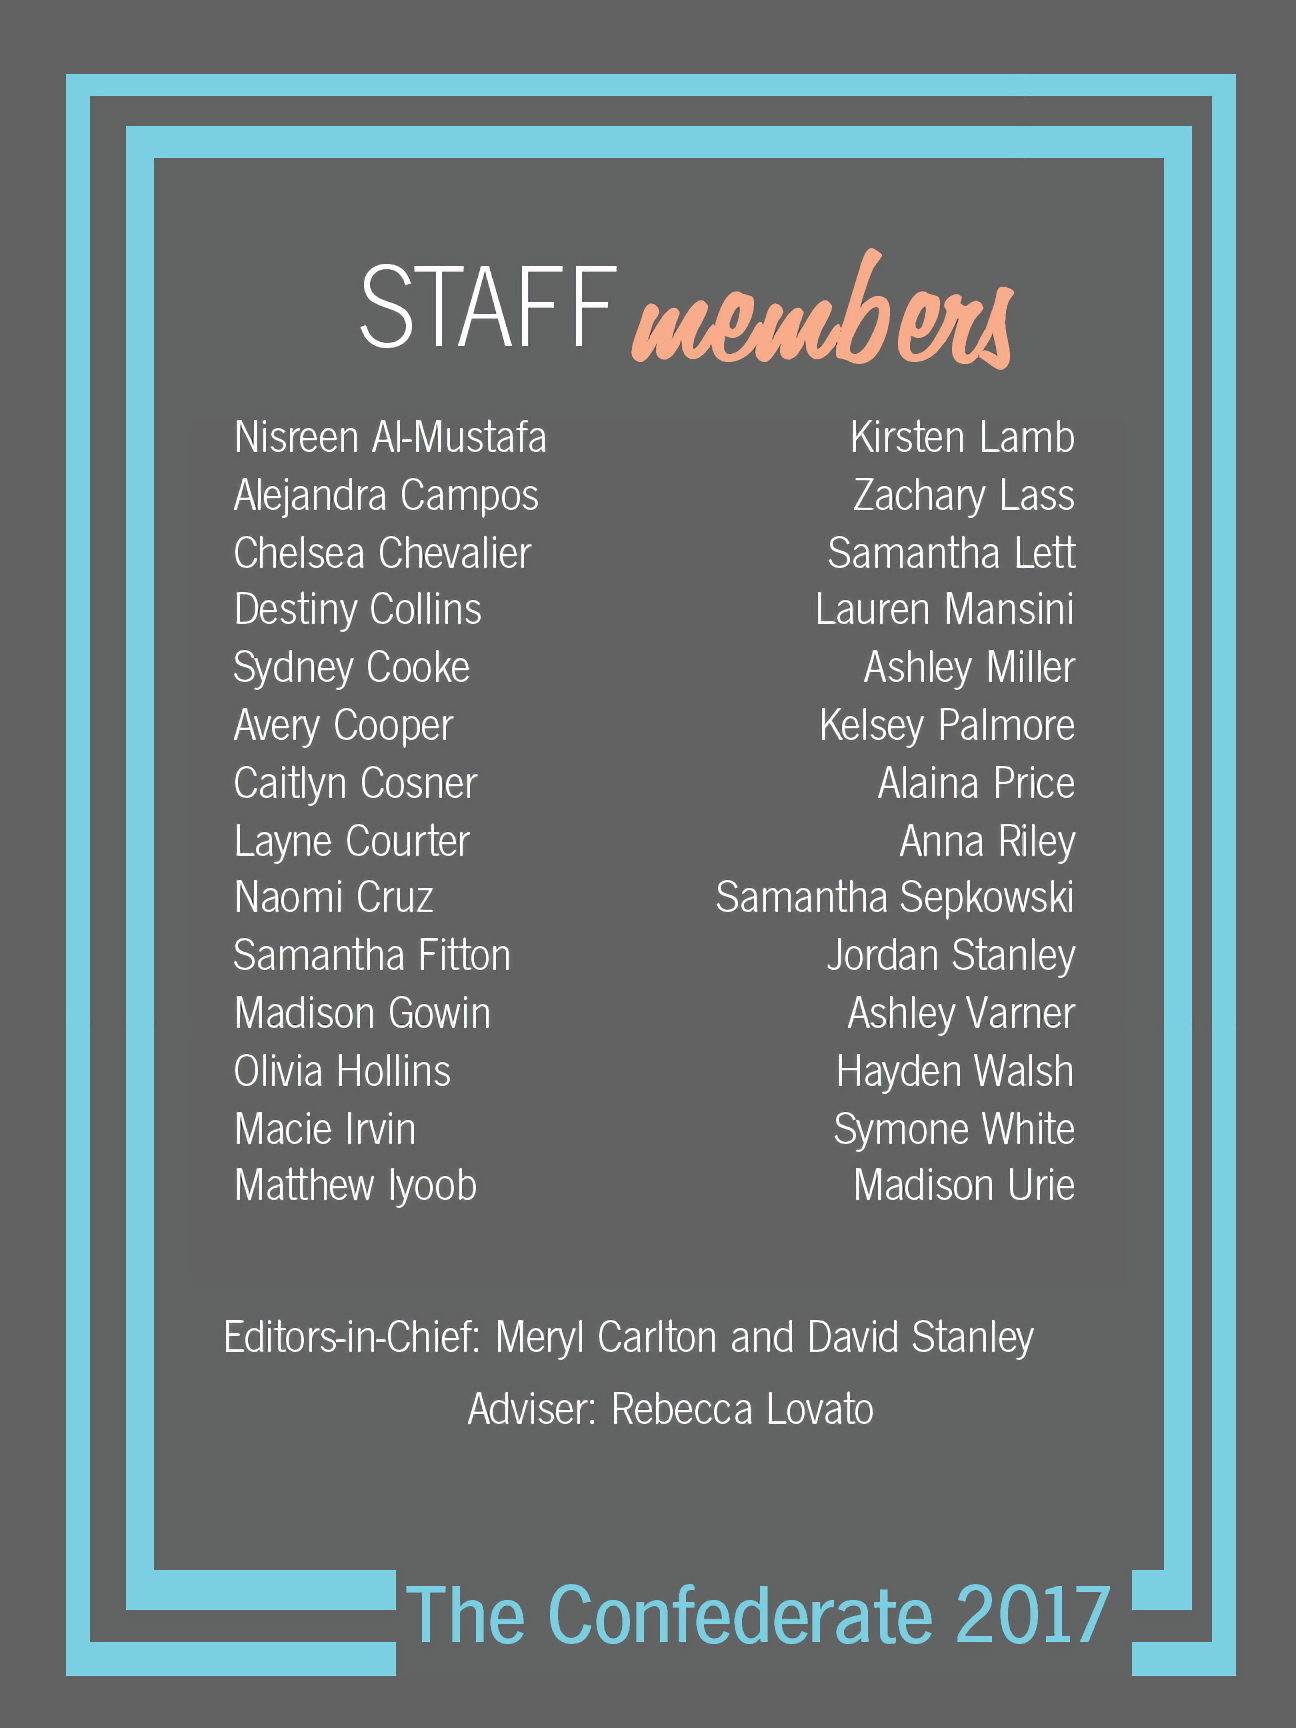 STAFF members
Nisreen Al-Mustafa
Alejandra Campos
Chelsea Chevalier
Destiny Collins
Sydney Cooke
Avery Cooper
Caitlyn Cosner
Layne Courter
Naomi Cruz
Samantha Fitton
Madison Gowin
Olivia Hollins
Macie Irvin
Matthew Iyoob
Kirsten Lamb
Zachary Lass
Samantha Lett
Lauren Mansini
Ashley Miller
Kelsey Palmore
Alaina Price
Anna Riley
Samantha Sepkowski
Jordan Stanley
Ashley Varner
Hayden Walsh
Symone White
Madison Urie
Editors-in-Chief: Meryl Carlton and David Stanley
Adviser: Rebecca Lovato
The Confederate 2017